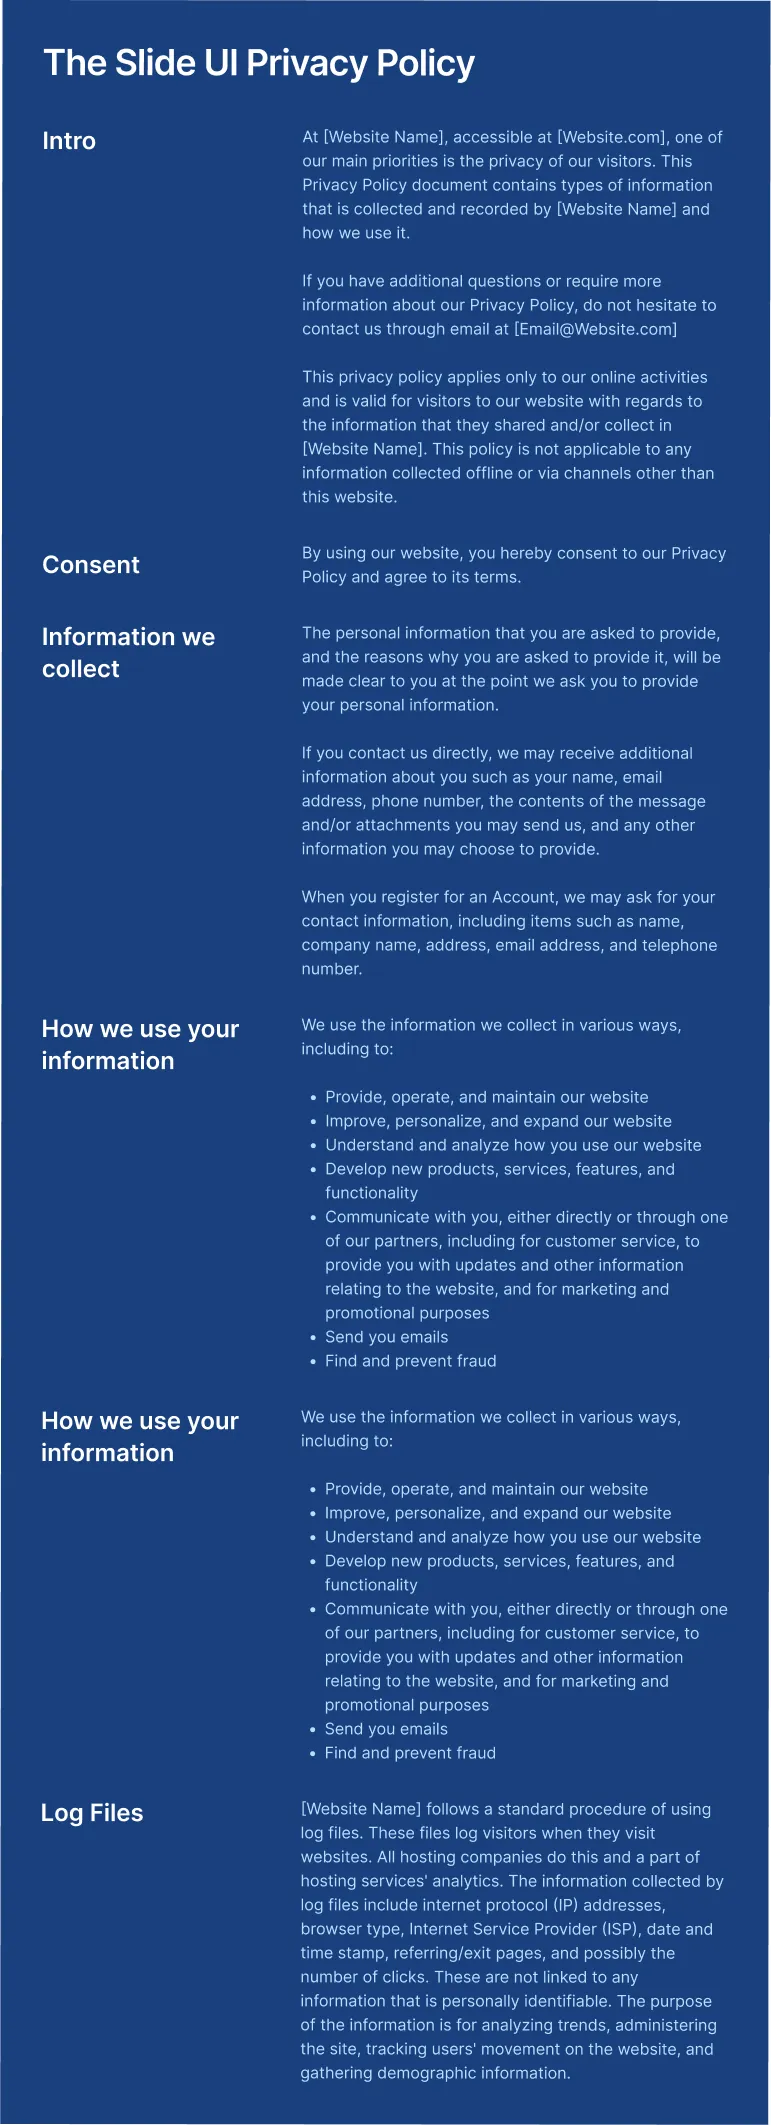 The Slide UI Privacy Policy
Intro
At [Website Name], accessible at [Website.com], one of
our main priorities is the privacy of our visitors. This
Privacy Policy document contains types of information
that is collected and recorded by [Website Name] and
how we use it.
If you have additional questions or require more
information about our Privacy Policy, do not hesitate to
contact us through email at [Email@Website.com]
This privacy policy applies only to our online activities
and is valid for visitors to our website with regards to
the information that they shared and/or collect in
[Website Name]. This policy is not applicable to any
information collected offline or via channels other than
this website.
Consent
By using our website, you hereby consent to our Privacy
Policy and agree to its terms.
Information we
collect
The personal information that you are asked to provide,
and the reasons why you are asked to provide it, will be
made clear to you at the point we ask you to provide
your personal information.
If you contact us directly, we may receive additional
information about you such as your name, email
address, phone number, the contents of the message
and/or attachments you may send us, and any other
information you may choose to provide.
When you register for an Account, we may ask for your
contact information, including items such as name,
company name, address, email address, and telephone
number.
How we use your
information
We use the information we collect in various ways,
including to:
• Provide, operate, and maintain our website
• Improve, personalize, and expand our website
• Understand and analyze how you use our website
• Develop new products, services, features, and
functionality
• Communicate with you, either directly or through one
of our partners, including for customer service, to
provide you with updates and other information
relating to the website, and for marketing and
promotional purposes
• Send you emails
• Find and prevent fraud
How we use your
information
We use the information we collect in various ways,
including to:
• Provide, operate, and maintain our website
• Improve, personalize, and expand our website
• Understand and analyze how you use our website
• Develop new products, services, features, and
functionality
• Communicate with you, either directly or through one
of our partners, including for customer service, to
provide you with updates and other information
relating to the website, and for marketing and
promotional purposes
• Send you emails
• Find and prevent fraud
Log Files
[Website Name] follows a standard procedure of using
log files. These files log visitors when they visit
websites. All hosting companies do this and a part of
hosting services' analytics. The information collected by
log files include internet protocol (IP) addresses,
browser type, Internet Service Provider (ISP), date and
time stamp, referring/exit pages, and possibly the
number of clicks. These are not linked to any
information that is personally identifiable. The purpose
of the information is for analyzing trends, administering
the site, tracking users' movement on the website, and
gathering demographic information.